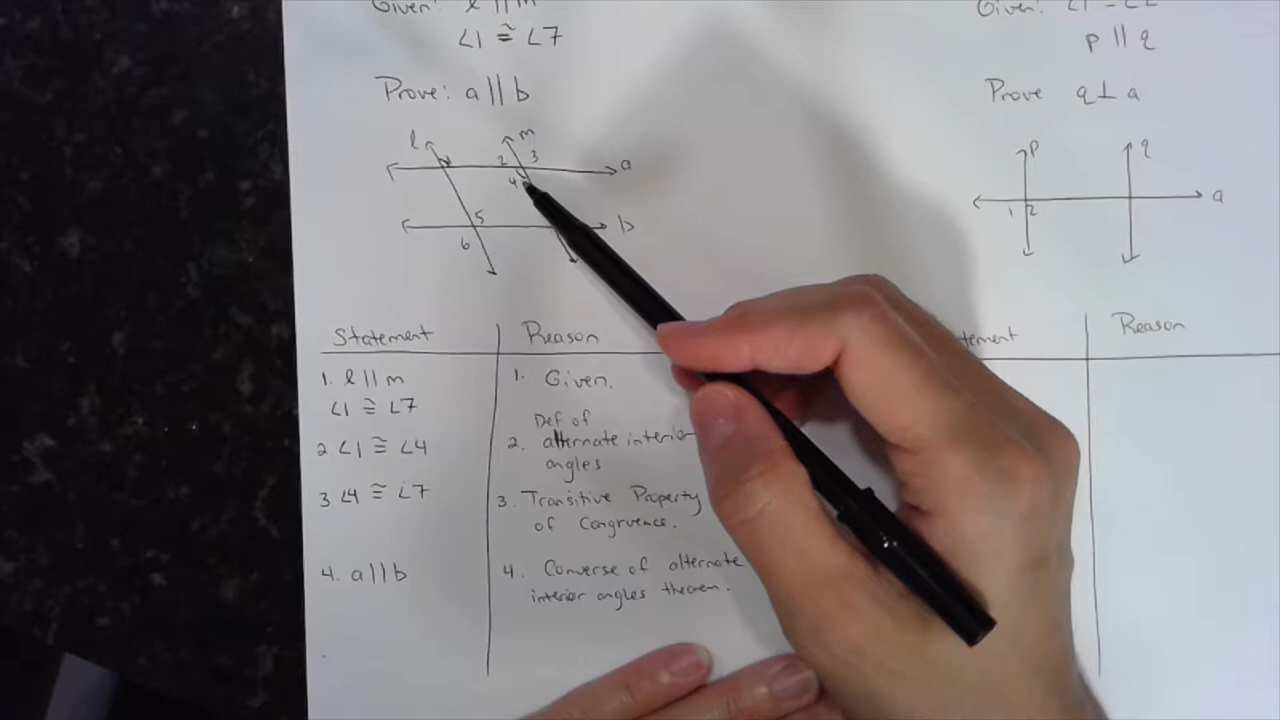 Given: l || m
∠1 ≅ ∠7
Prove: a || b
l
m
2 3
a
4
5
b
6
Statement Reason
1. l || m 1. Given.
∠1 ≅ ∠7
Def of
2 ∠1 ≅ ∠4 2. alternate interior
angles
3 ∠4 ≅ ∠7 3. Transitive Property
of Congruence.
4. a || b 4. Converse of alternate
interior angles theorem.
Given:
p || q
Prove q ⊥ a
p
q
a
1 2
Reason